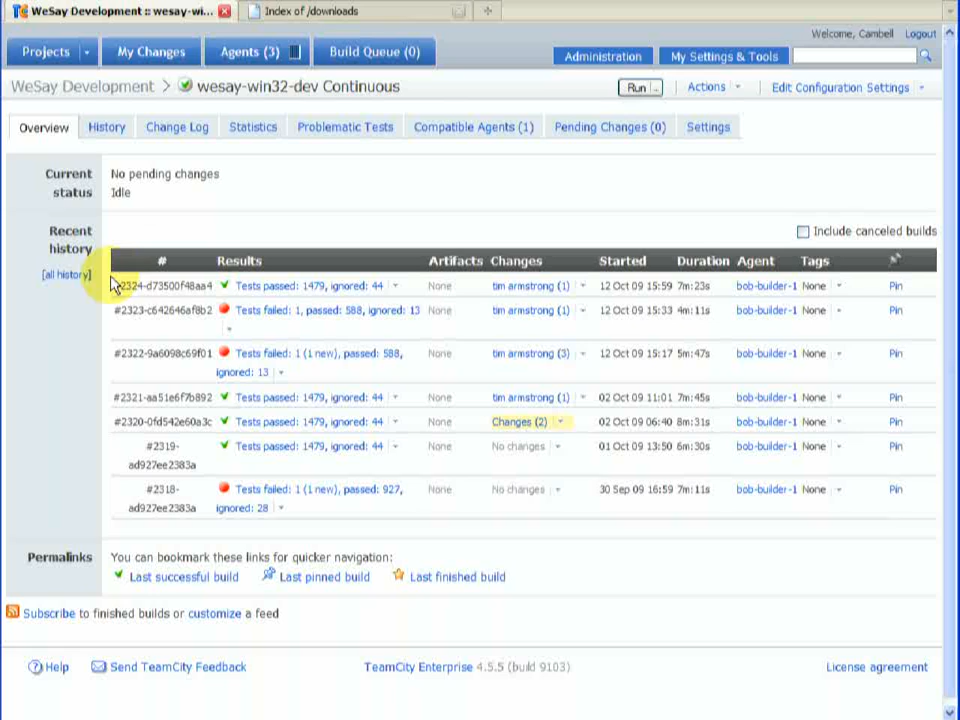 WeSay Development :: wesay-wi...
Index of /downloads
Welcome, Cambell Logout
Projects My Changes Agents (3) Build Queue (0)
Administration My Settings & Tools
WeSay Development > wesay-win32-dev Continuous
Run ... Actions Edit Configuration Settings
Overview History Change Log Statistics Problematic Tests Compatible Agents (1) Pending Changes (0) Settings
Current status
No pending changes
Idle
Recent history
[all history]
Include canceled builds
# Results Artifacts Changes Started Duration Agent Tags
#2324-d73500f48aa4 Tests passed: 1479, ignored: 44 None tim armstrong (1) 12 Oct 09 15:59 7m:23s bob-builder-1 None Pin
#2323-c642646af8b2 Tests failed: 1, passed: 588, ignored: 13 None tim armstrong (1) 12 Oct 09 15:33 4m:11s bob-builder-1 None Pin
#2322-9a6098c69f01 Tests failed: 1 (1 new), passed: 588, ignored: 13 None tim armstrong (3) 12 Oct 09 15:17 5m:47s bob-builder-1 None Pin
#2321-aa51e6f7b892 Tests passed: 1479, ignored: 44 None tim armstrong (1) 02 Oct 09 11:01 7m:45s bob-builder-1 None Pin
#2320-0fd542e60a3c Tests passed: 1479, ignored: 44 None Changes (2) 02 Oct 09 06:40 8m:31s bob-builder-1 None Pin
#2319-ad927ee2383a Tests passed: 1479, ignored: 44 None No changes 01 Oct 09 13:50 6m:30s bob-builder-1 None Pin
#2318-ad927ee2383a Tests failed: 1 (1 new), passed: 927, ignored: 28 None No changes 30 Sep 09 16:59 7m:11s bob-builder-1 None Pin
Permalinks
You can bookmark these links for quicker navigation:
Last successful build Last pinned build Last finished build
Subscribe to finished builds or customize a feed
Help Send TeamCity Feedback TeamCity Enterprise 4.5.5 (build 9103) License agreement